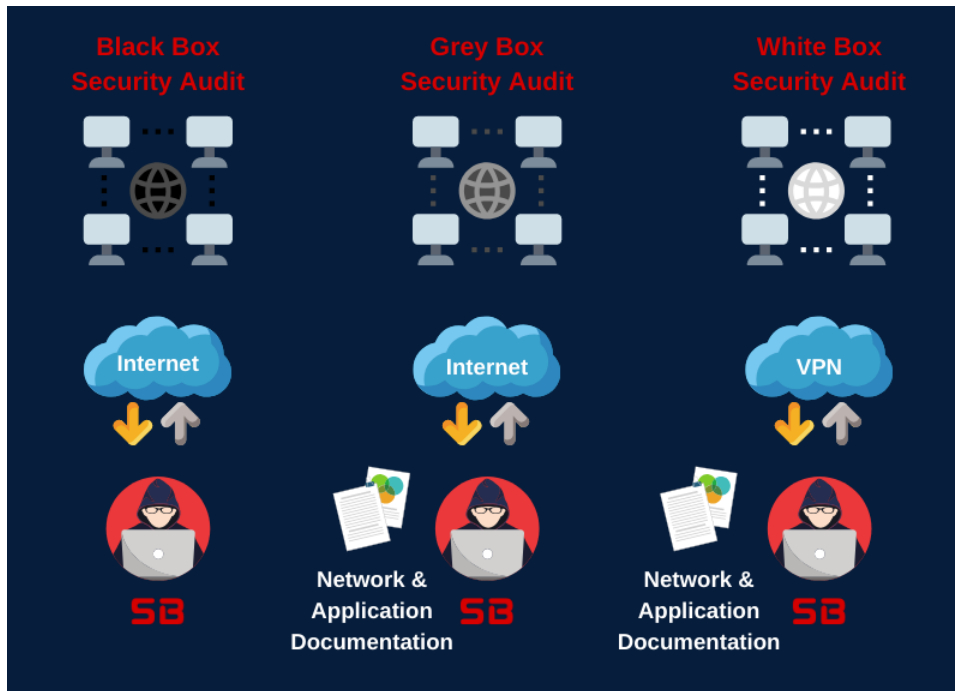 Black Box
Security Audit
Grey Box
Security Audit
White Box
Security Audit
Internet
Internet
VPN
SB
Network &
Application
Documentation
SB
Network &
Application
Documentation
SB